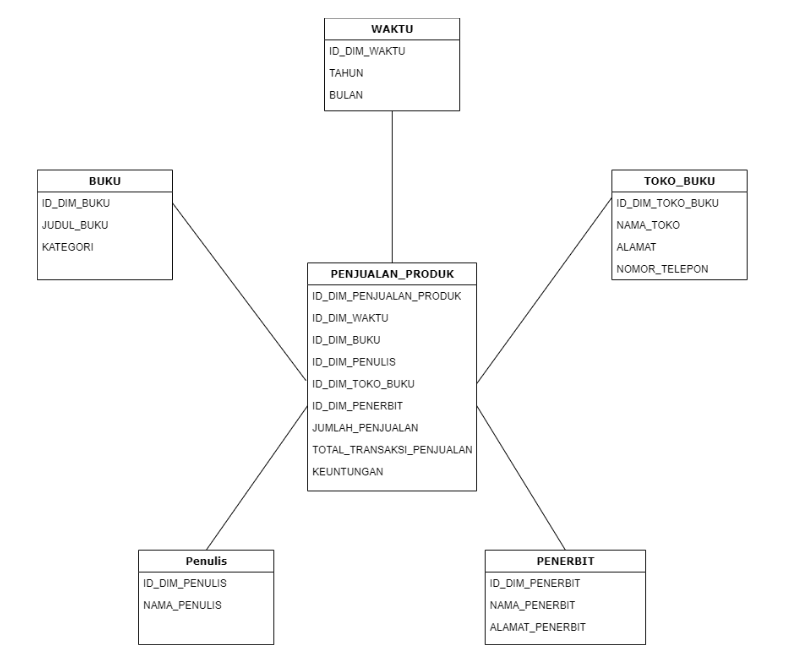 WAKTU
ID_DIM_WAKTU
TAHUN
BULAN
BUKU
ID_DIM_BUKU
JUDUL_BUKU
KATEGORI
TOKO_BUKU
ID_DIM_TOKO_BUKU
NAMA_TOKO
ALAMAT
NOMOR_TELEPON
PENJUALAN_PRODUK
ID_DIM_PENJUALAN_PRODUK
ID_DIM_WAKTU
ID_DIM_BUKU
ID_DIM_PENULIS
ID_DIM_TOKO_BUKU
ID_DIM_PENERBIT
JUMLAH_PENJUALAN
TOTAL_TRANSAKSI_PENJUALAN
KEUNTUNGAN
Penulis
ID_DIM_PENULIS
NAMA_PENULIS
PENERBIT
ID_DIM_PENERBIT
NAMA_PENERBIT
ALAMAT_PENERBIT